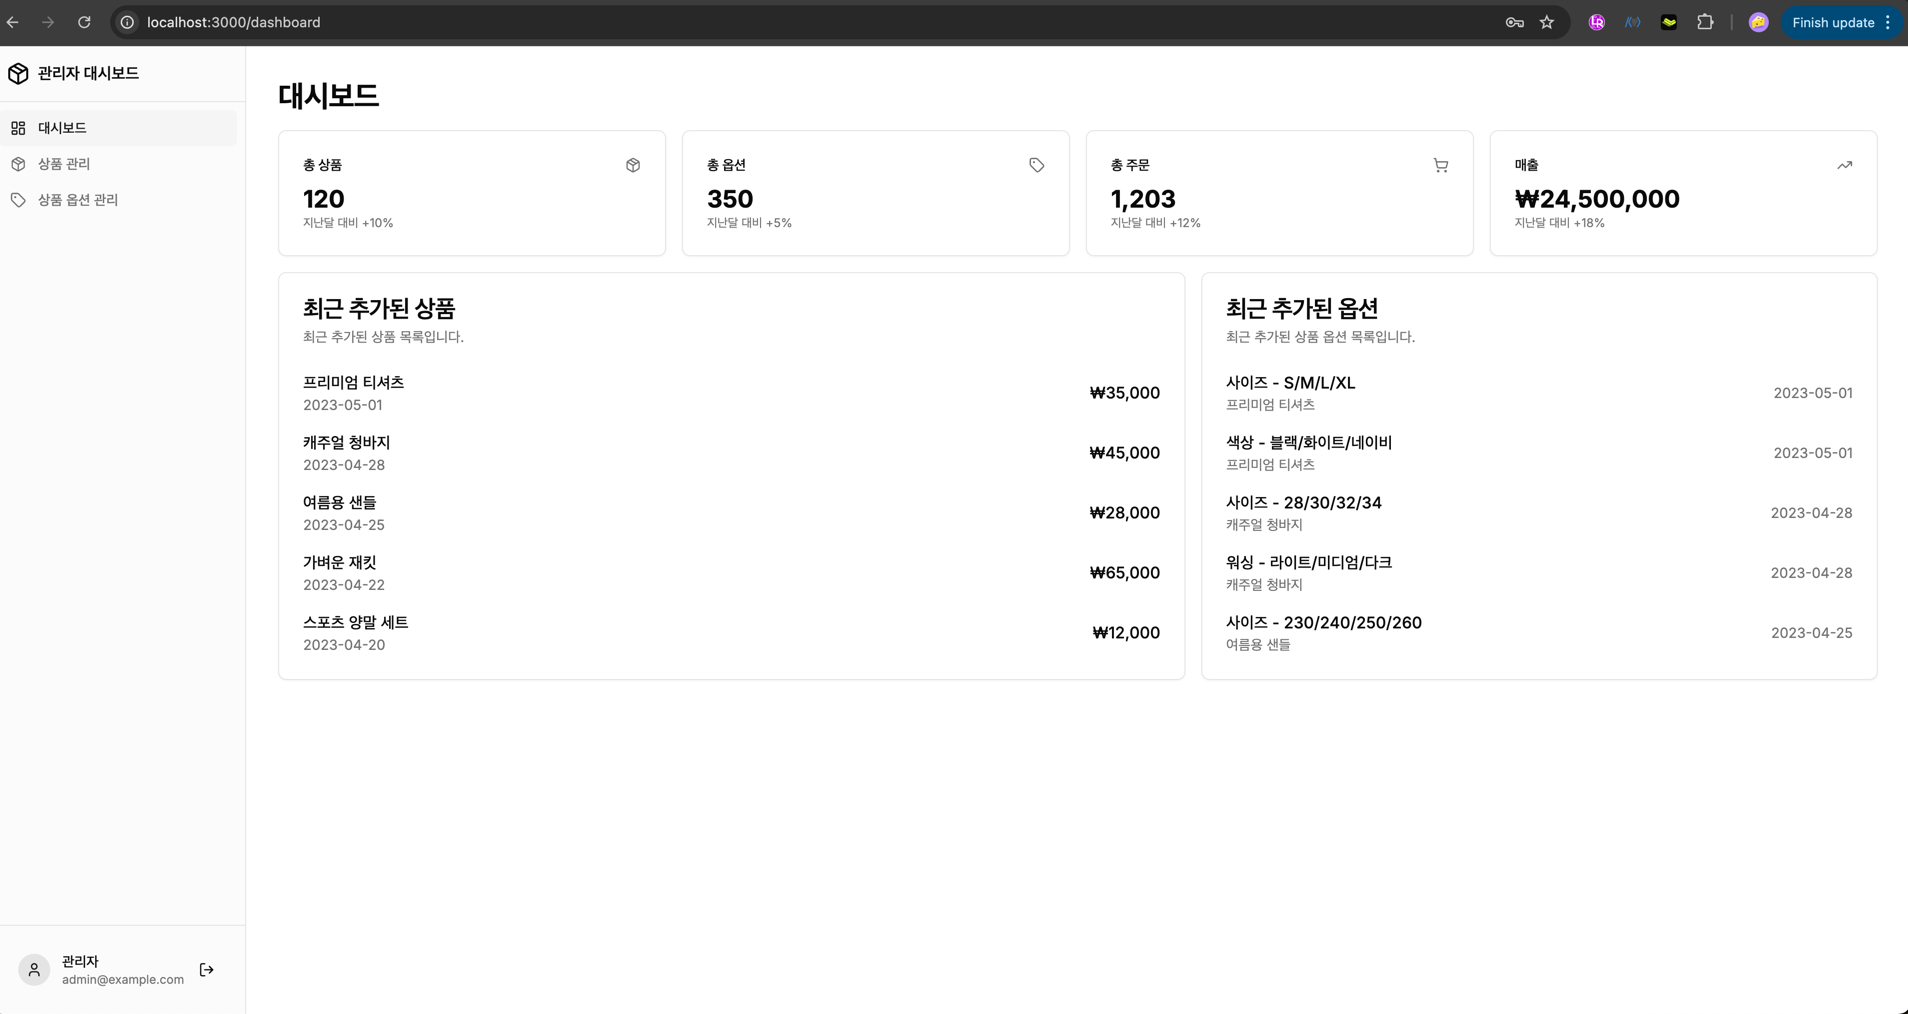 localhost:3000/dashboard
Finish update
관리자 대시보드
대시보드
상품 관리
상품 옵션 관리
대시보드
총 상품
120
지난달 대비 +10%
총 옵션
350
지난달 대비 +5%
총 주문
1,203
지난달 대비 +12%
매출
₩24,500,000
지난달 대비 +18%
최근 추가된 상품
최근 추가된 상품 목록입니다.
프리미엄 티셔츠
2023-05-01
₩35,000
캐주얼 청바지
2023-04-28
₩45,000
여름용 샌들
2023-04-25
₩28,000
가벼운 재킷
2023-04-22
₩65,000
스포츠 양말 세트
2023-04-20
₩12,000
최근 추가된 옵션
최근 추가된 상품 옵션 목록입니다.
사이즈 - S/M/L/XL
프리미엄 티셔츠
2023-05-01
색상 - 블랙/화이트/네이비
프리미엄 티셔츠
2023-05-01
사이즈 - 28/30/32/34
캐주얼 청바지
2023-04-28
워싱 - 라이트/미디엄/다크
캐주얼 청바지
2023-04-28
사이즈 - 230/240/250/260
여름용 샌들
2023-04-25
관리자
admin@example.com